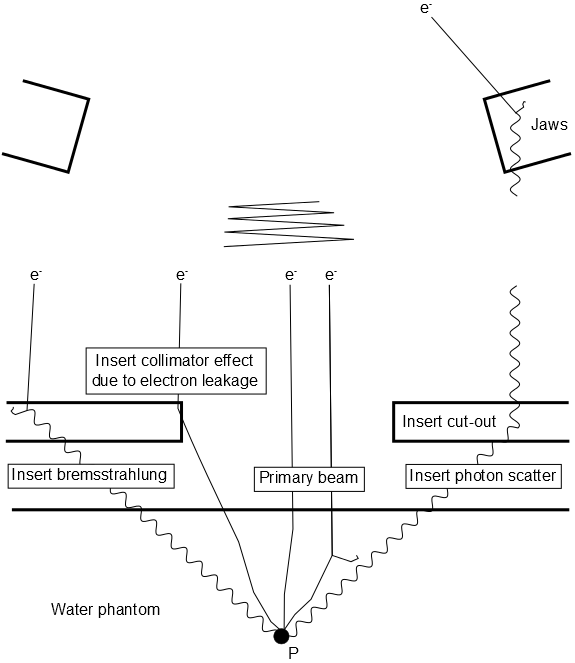 e-
Jaws
e-
e-
e-
e-
Insert collimator effect
due to electron leakage
Insert cut-out
Insert bremsstrahlung
Primary beam
Insert photon scatter
Water phantom
P